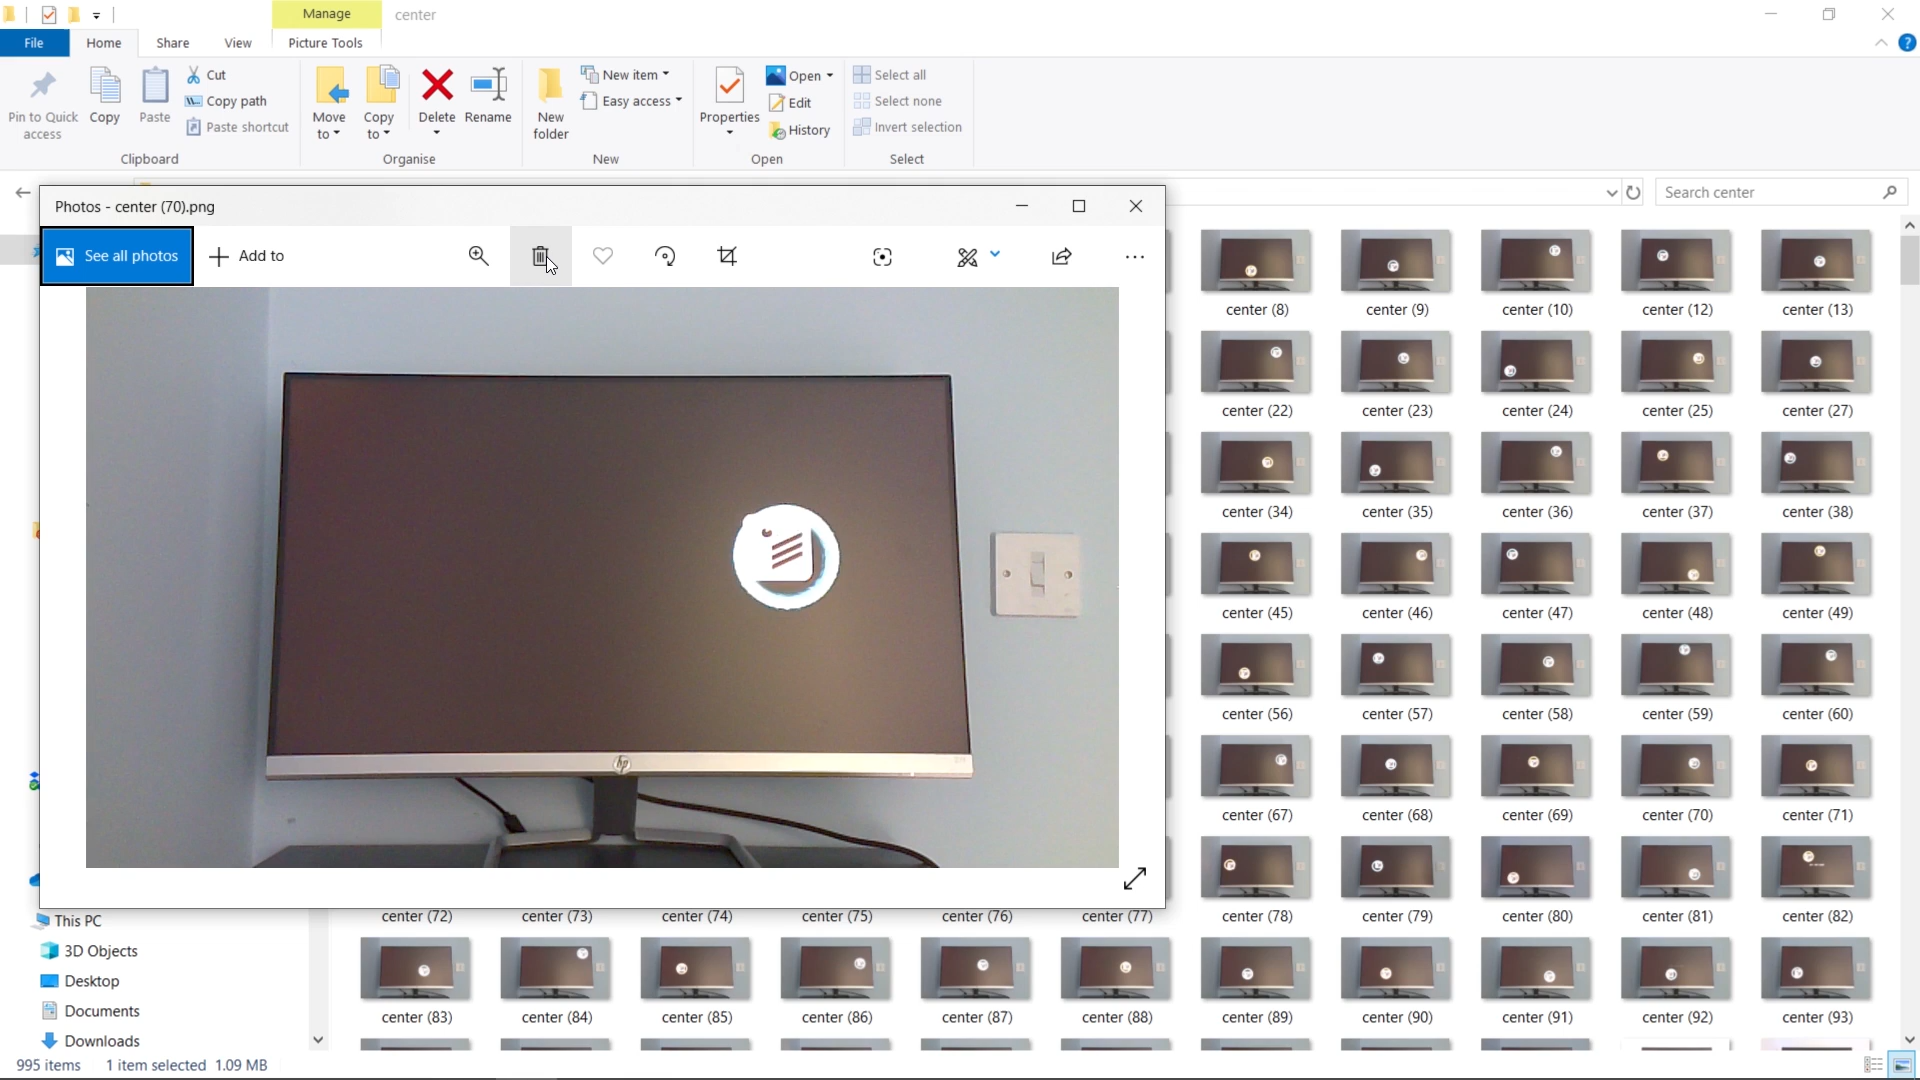 Manage
center
File
Home
Share
View
Picture Tools
Pin to Quick access
Copy
Paste
Cut
Copy path
Paste shortcut
Clipboard
Move to
Copy to
Delete
Rename
Organise
New folder
New item
Easy access
New
Properties
Open
Edit
History
Open
Select all
Select none
Invert selection
Select
Search center
Photos - center (70).png
See all photos
Add to
hp
center (8)
center (9)
center (10)
center (12)
center (13)
center (22)
center (23)
center (24)
center (25)
center (27)
center (34)
center (35)
center (36)
center (37)
center (38)
center (45)
center (46)
center (47)
center (48)
center (49)
center (56)
center (57)
center (58)
center (59)
center (60)
center (67)
center (68)
center (69)
center (70)
center (71)
center (72)
center (73)
center (74)
center (75)
center (76)
center (77)
center (78)
center (79)
center (80)
center (81)
center (82)
center (83)
center (84)
center (85)
center (86)
center (87)
center (88)
center (89)
center (90)
center (91)
center (92)
center (93)
This PC
3D Objects
Desktop
Documents
Downloads
995 items
1 item selected 1.09 MB